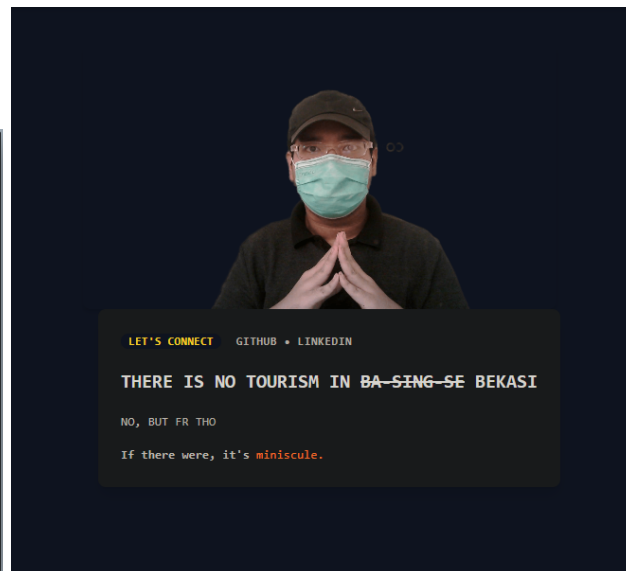 LET'S CONNECT GITHUB • LINKEDIN
THERE IS NO TOURISM IN BA-SING-SE BEKASI
NO, BUT FR THO
If there were, it's miniscule.